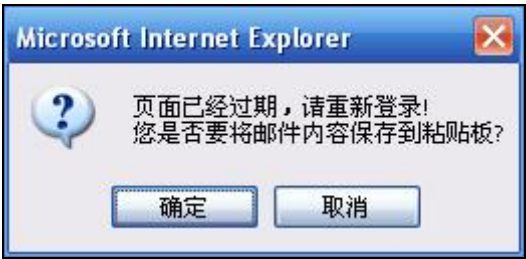 Microsoft Internet Explorer
页面已经过期，请重新登录!
您是否要将邮件内容保存到粘贴板?
确定
取消